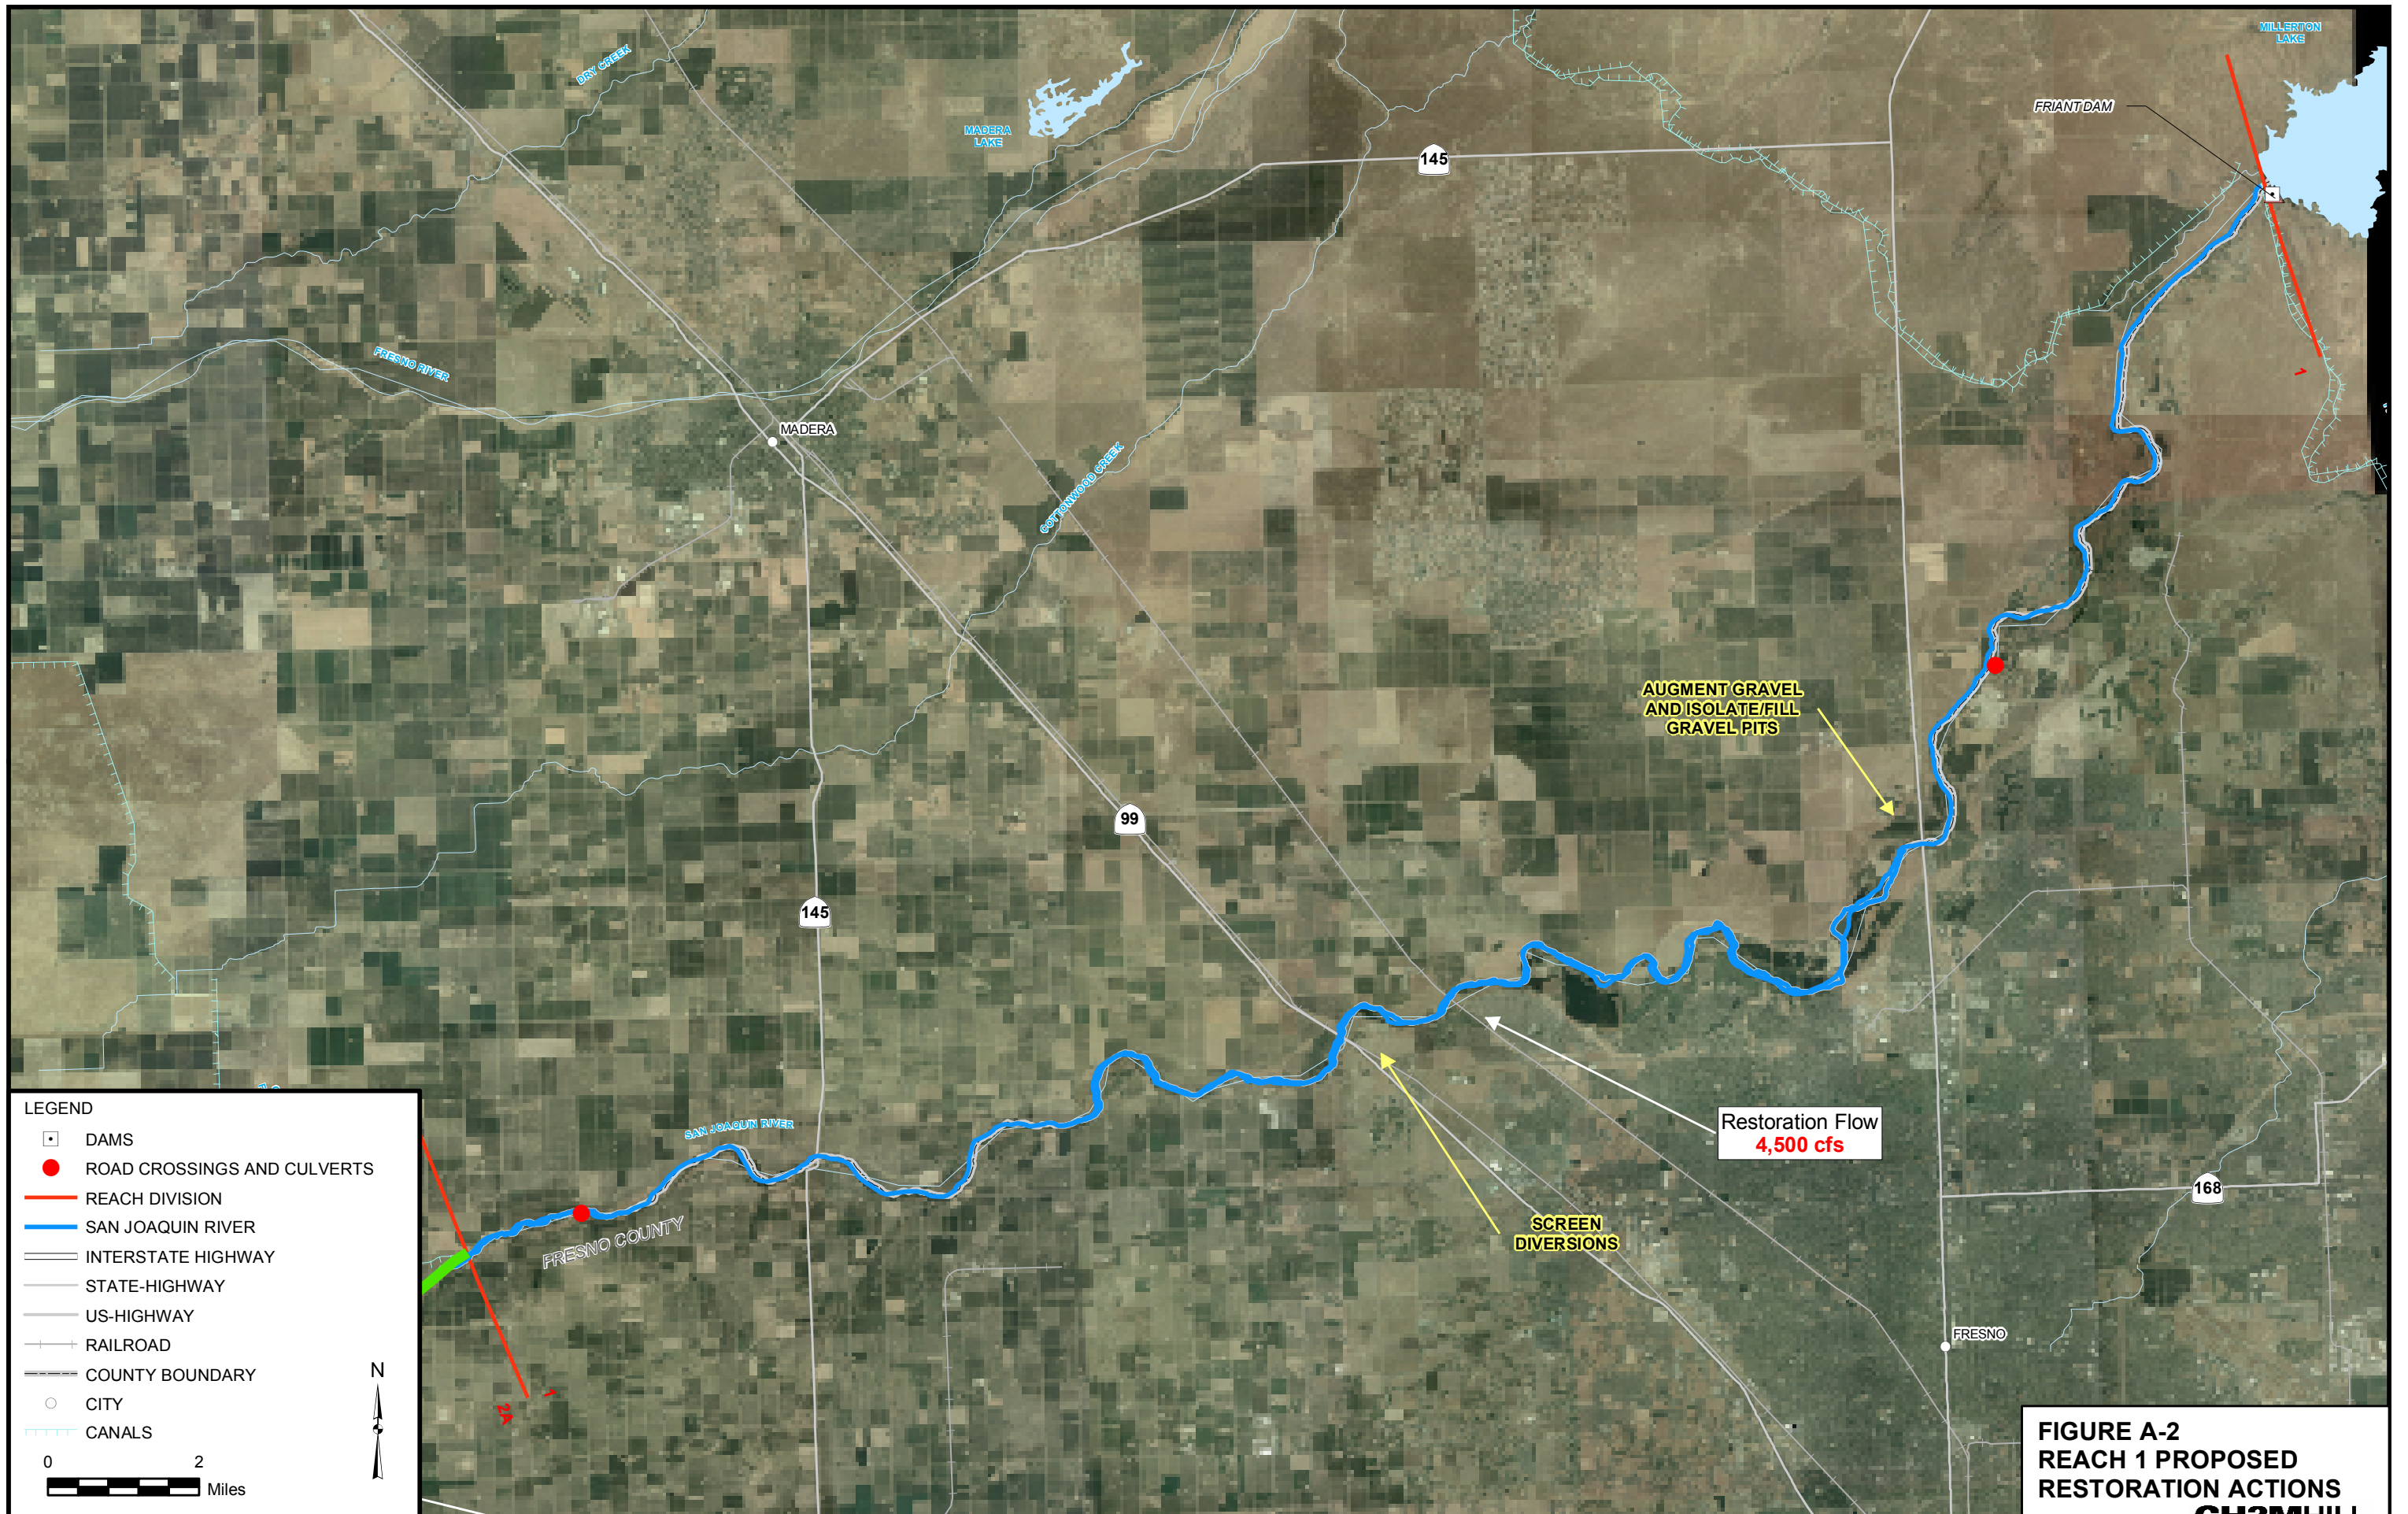 MILLERTON
LAKE
DRY CREEK
FRIANT DAM
MADERA
LAKE
145
FRESNO RIVER
1
MADERA
COTTONWOOD CREEK
AUGMENT GRAVEL
AND ISOLATE/FILL
GRAVEL PITS
99
145
Restoration Flow
4,500 cfs
SAN JOAQUIN RIVER
168
SCREEN
DIVERSIONS
FRESNO COUNTY
FRESNO
1
2A
LEGEND
DAMS
ROAD CROSSINGS AND CULVERTS
REACH DIVISION
SAN JOAQUIN RIVER
INTERSTATE HIGHWAY
STATE-HIGHWAY
US-HIGHWAY
RAILROAD
COUNTY BOUNDARY
CITY
CANALS
N
0 2
Miles
FIGURE A-2
REACH 1 PROPOSED
RESTORATION ACTIONS
CH2MHILL